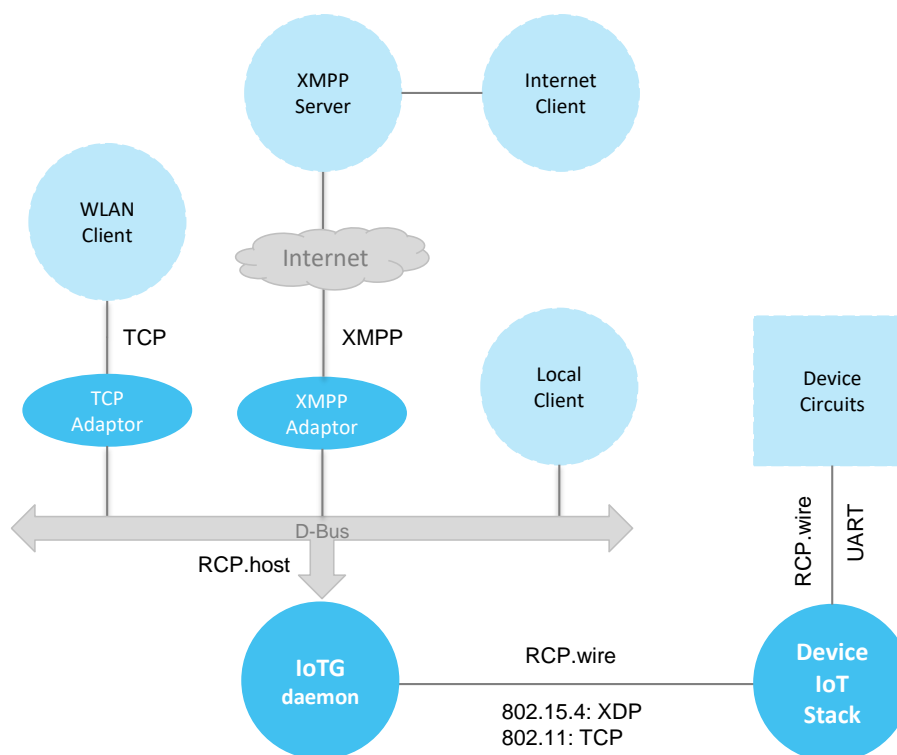 XMPP
Server
Internet
Client
WLAN
Client
Internet
TCP
XMPP
TCP
Adaptor
XMPP
Adaptor
Local
Client
Device
Circuits
D-Bus
RCP.host
RCP.wire
UART
IoTG
daemon
RCP.wire
802.15.4: XDP
802.11: TCP
Device
IoT
Stack